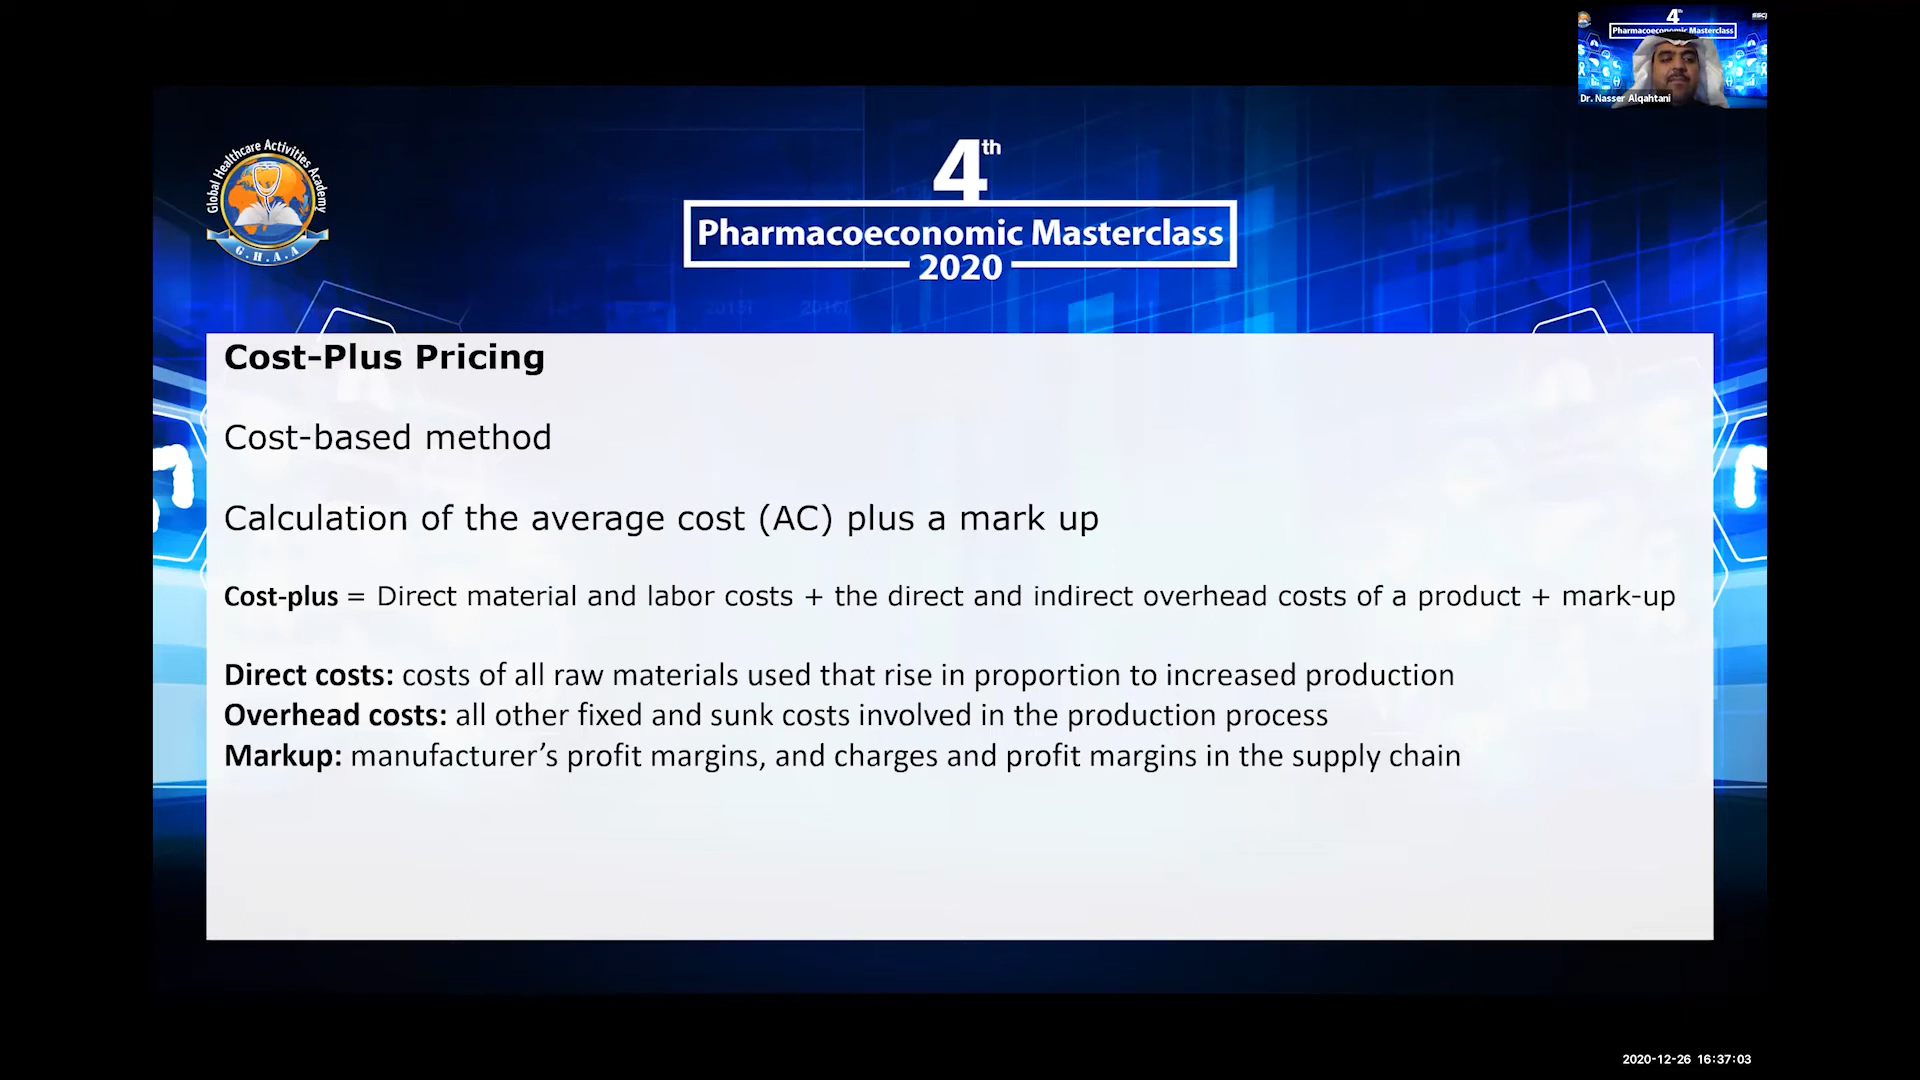 4th
Pharmacoeconomic Masterclass
Dr. Nasser Alqahtani
Global Healthcare Activities Academy
G.H.A.A
4th
Pharmacoeconomic Masterclass
2020
Cost-Plus Pricing
Cost-based method
Calculation of the average cost (AC) plus a mark up
Cost-plus = Direct material and labor costs + the direct and indirect overhead costs of a product + mark-up
Direct costs: costs of all raw materials used that rise in proportion to increased production
Overhead costs: all other fixed and sunk costs involved in the production process
Markup: manufacturer’s profit margins, and charges and profit margins in the supply chain
2020-12-26 16:37:03